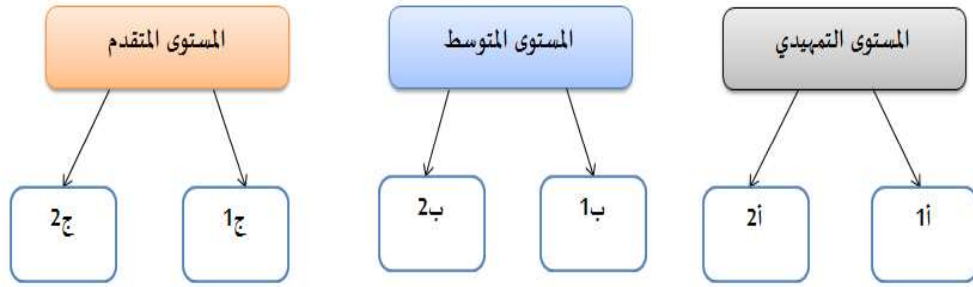 المستوى التمهيدي
المستوى المتوسط
المستوى المتقدم
أ1
أ2
ب1
ب2
ج1
ج2